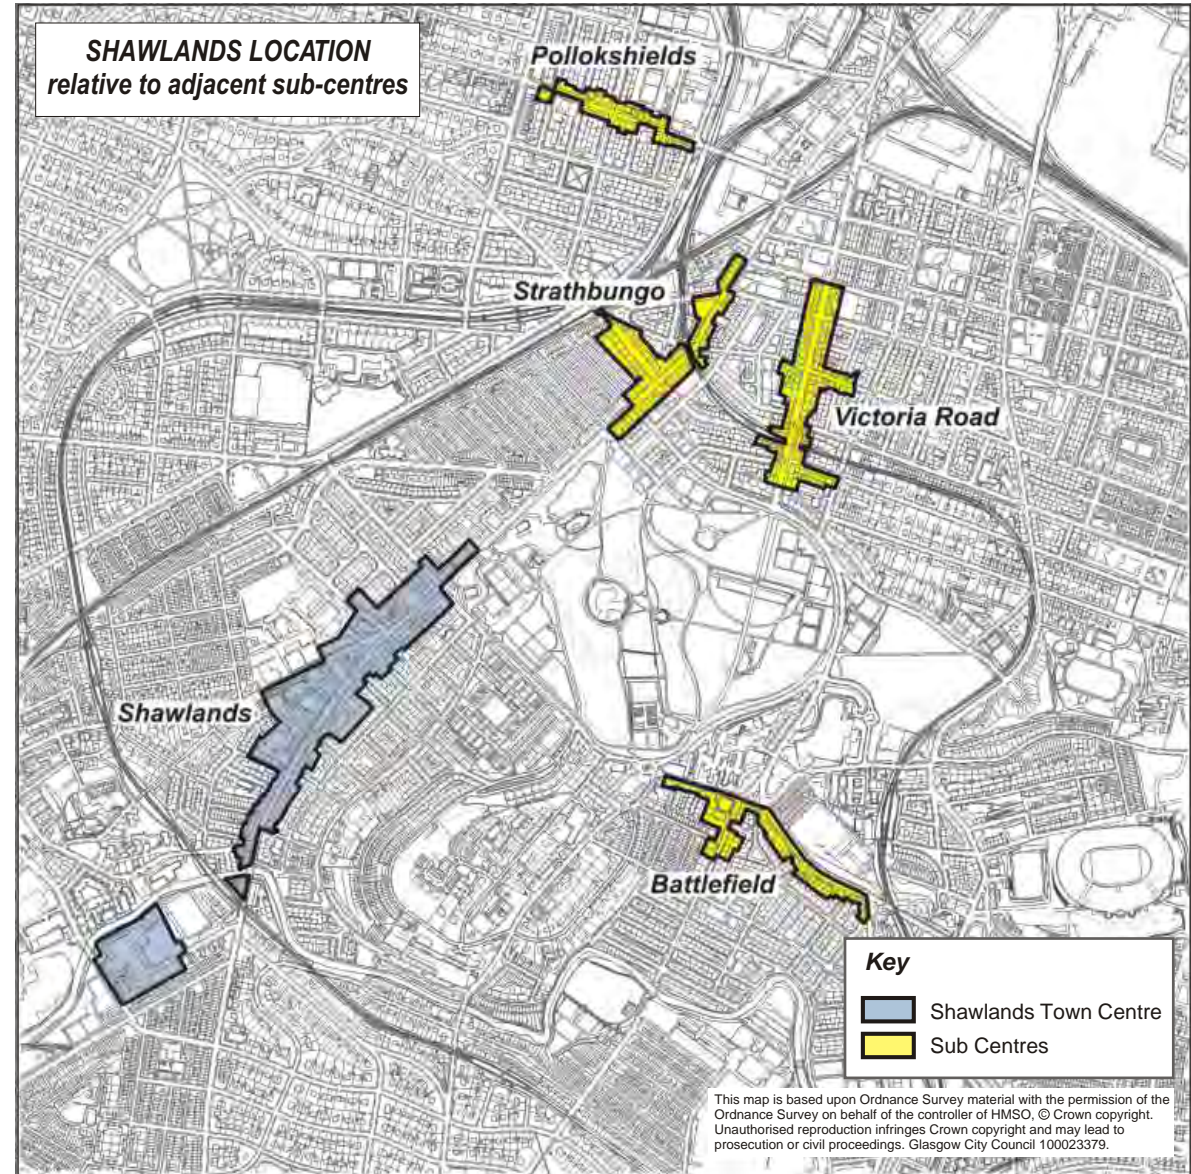 SHAWLANDS LOCATION
relative to adjacent sub-centres
Pollokshields
Strathbungo
Victoria Road
Shawlands
Battlefield
Key
Shawlands Town Centre
Sub Centres
This map is based upon Ordnance Survey material with the permission of the
Ordnance Survey on behalf of the controller of HMSO, © Crown copyright.
Unauthorised reproduction infringes Crown copyright and may lead to
prosecution or civil proceedings. Glasgow City Council 100023379.